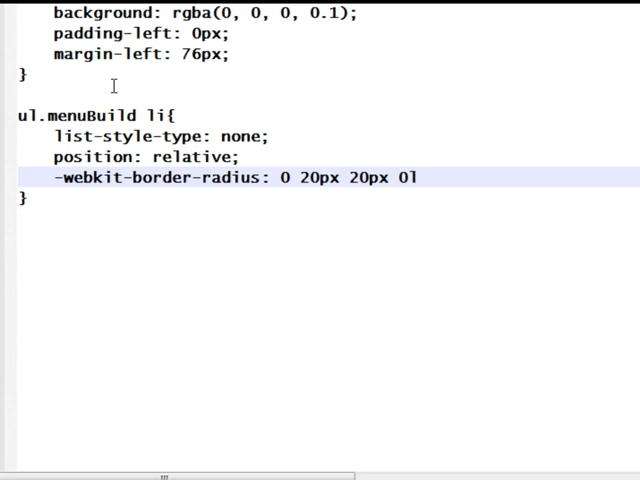 background: rgba(0, 0, 0, 0.1);
padding-left: 0px;
margin-left: 76px;
}
ul.menuBuild li{
list-style-type: none;
position: relative;
-webkit-border-radius: 0 20px 20px 0l
}